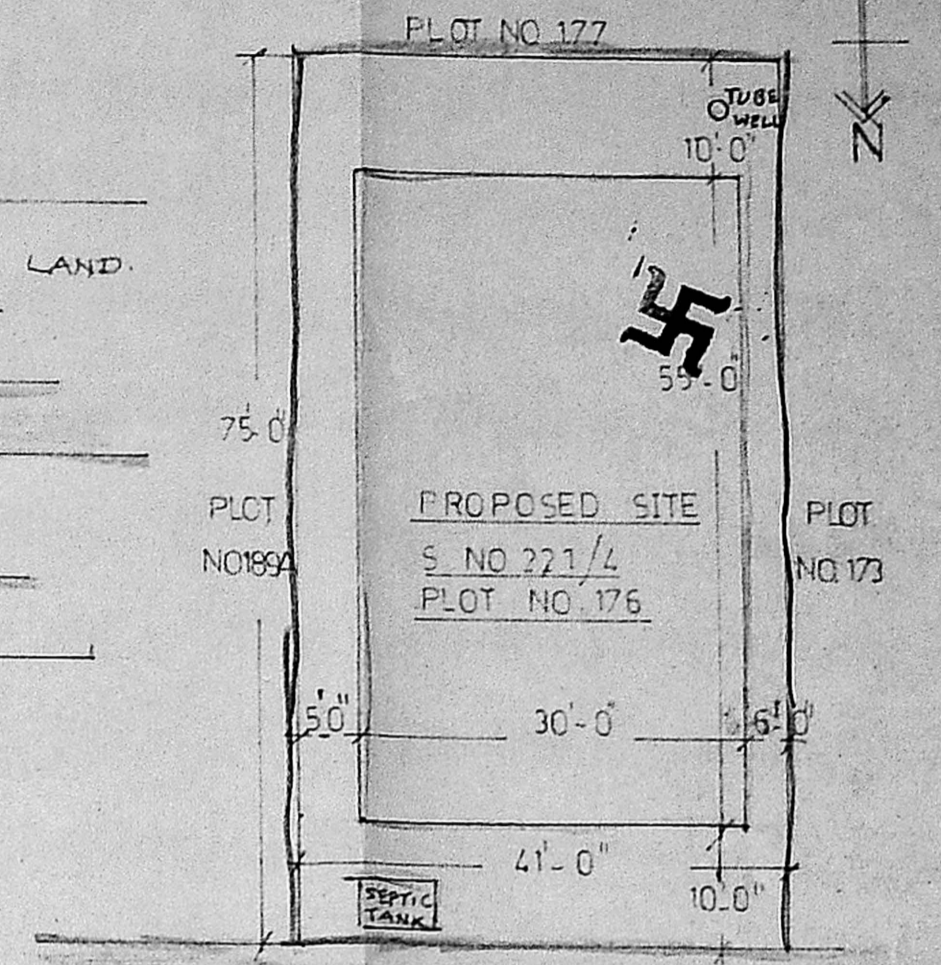 PLOT NO 177
TUBE
WELL
10'-0"
N
LAND.
55'-0"
75'-0"
PLOT
NO189A
PROPOSED SITE
S NO 221/4
PLOT NO. 176
PLOT
NO. 173
5'0"
30'-0"
6'-0"
41'-0"
10'-0"
SEPTIC
TANK